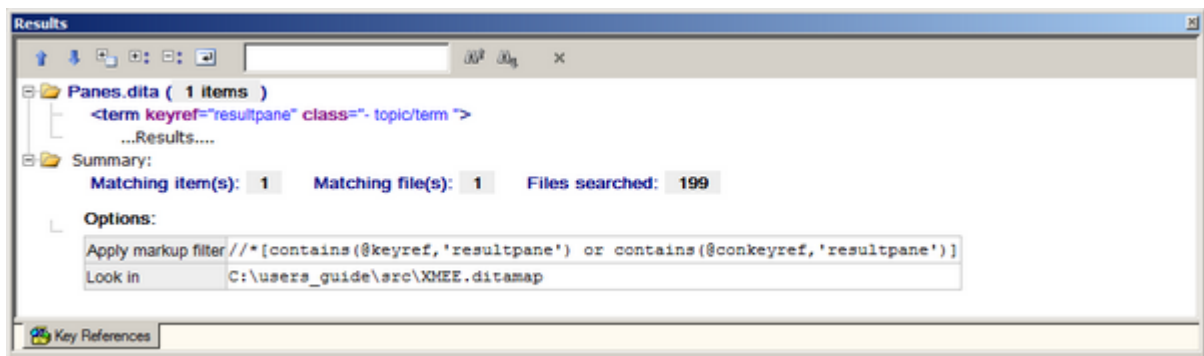 Results
Panes.dita ( 1 items )
<term keyref="resultpane" class="- topic/term ">
...Results....
Summary:
Matching item(s): 1 Matching file(s): 1 Files searched: 199
Options:
Apply markup filter //*[contains(@keyref,'resultpane') or contains(@conkeyref,'resultpane')]
Look in C:\users_guide\src\XMEE.ditamap
Key References